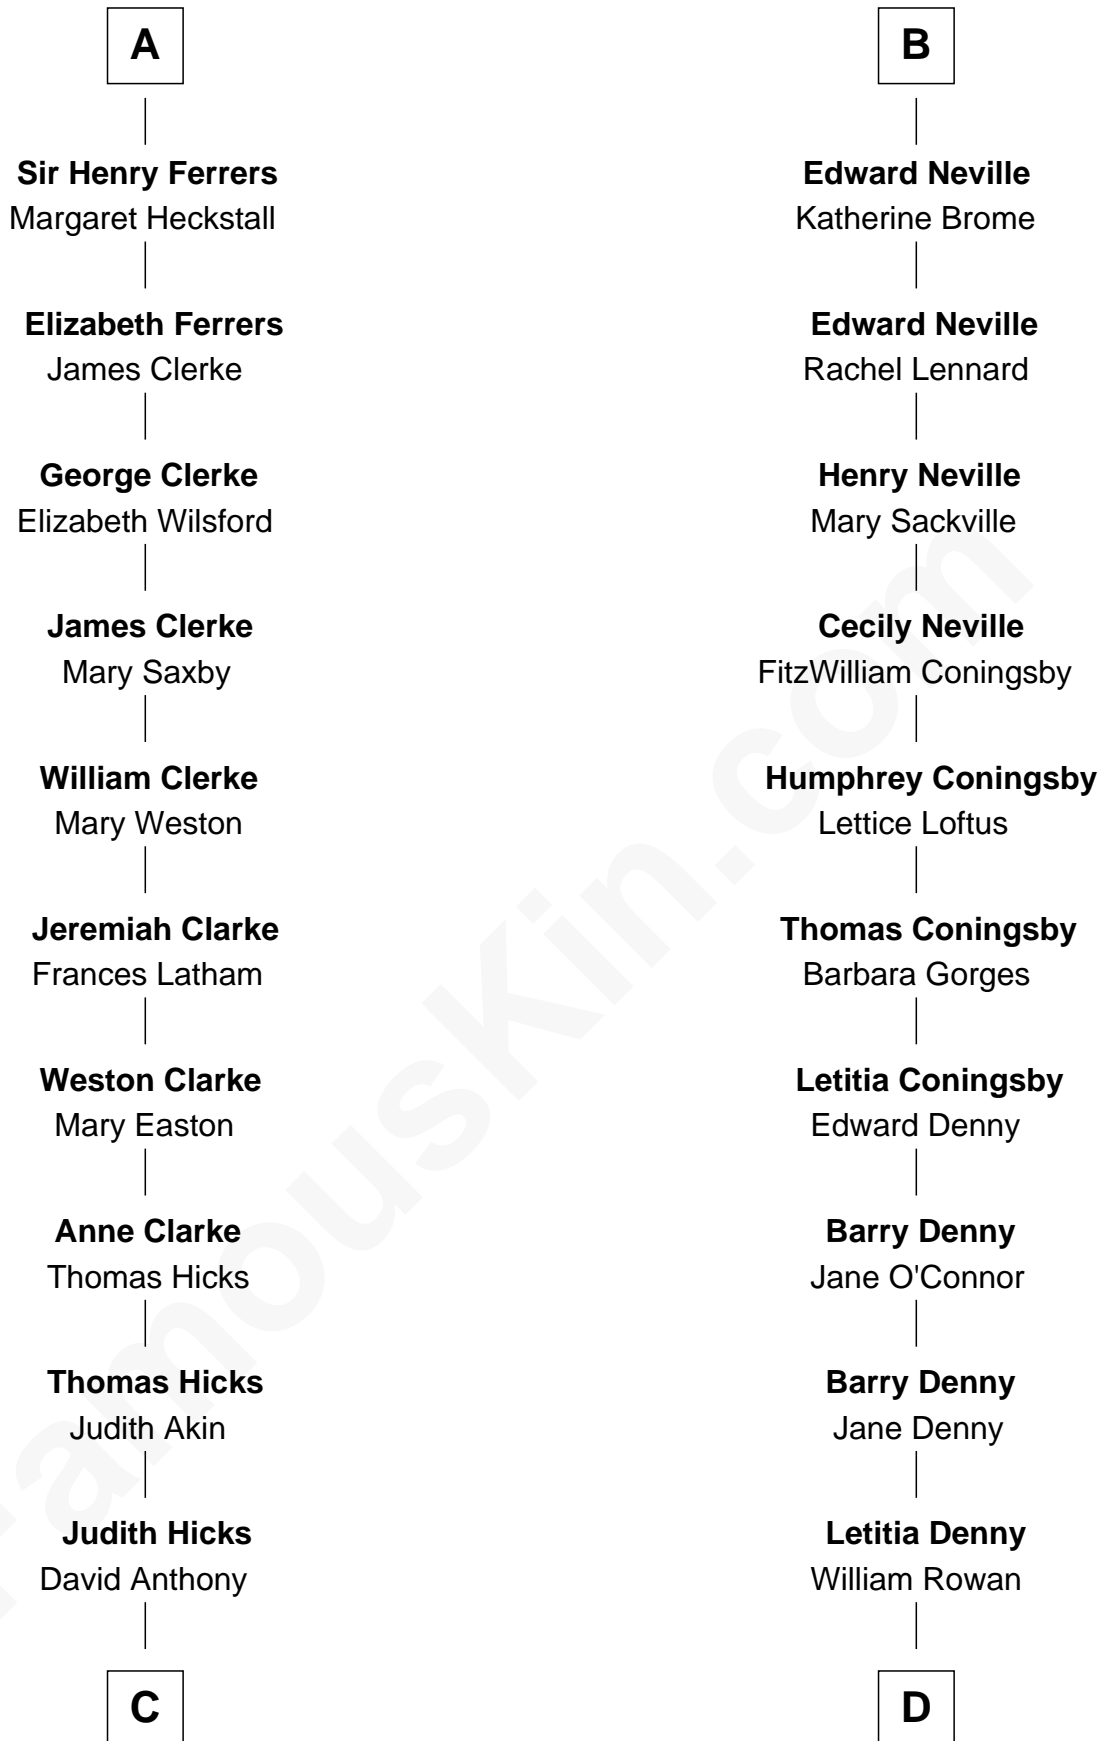 A
Sir Henry Ferrers
Margaret Heckstall
Elizabeth Ferrers
James Clerke
George Clerke
Elizabeth Wilsford
James Clerke
Mary Saxby
William Clerke
Mary Weston
Jeremiah Clarke
Frances Latham
Weston Clarke
Mary Easton
Anne Clarke
Thomas Hicks
Thomas Hicks
Judith Akin
Judith Hicks
David Anthony
C
B
Edward Neville
Katherine Brome
Edward Neville
Rachel Lennard
Henry Neville
Mary Sackville
Cecily Neville
FitzWilliam Coningsby
Humphrey Coningsby
Lettice Loftus
Thomas Coningsby
Barbara Gorges
Letitia Coningsby
Edward Denny
Barry Denny
Jane O'Connor
Barry Denny
Jane Denny
Letitia Denny
William Rowan
D
FamousKin.com